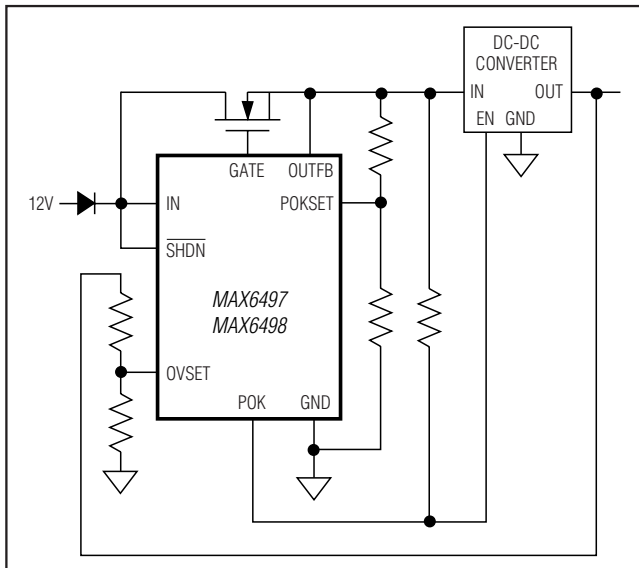 DC-DC
CONVERTER
IN
OUT
EN
GND
GATE
OUTFB
12V
IN
POKSET
SHDN
MAX6497
MAX6498
OVSET
POK
GND